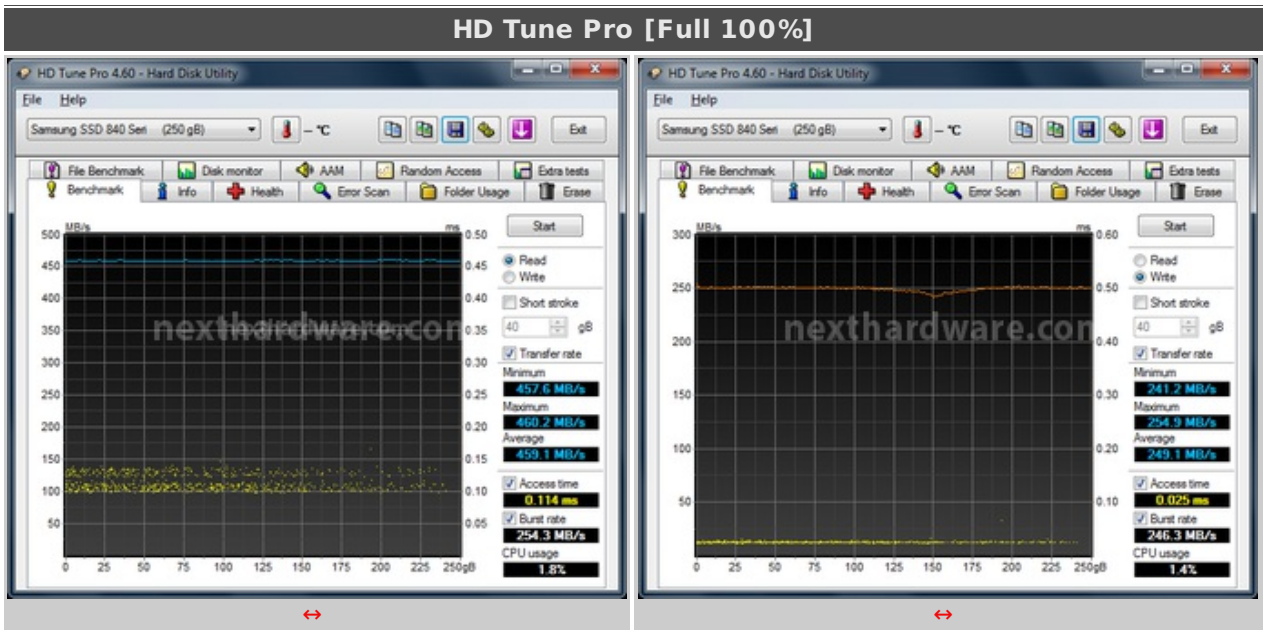 HD Tune Pro [Full 100%]
HD Tune Pro 4.60 - Hard Disk Utility
File Help
Samsung SSD 840 Seri (250 gB)
– °C
Exit
File Benchmark Disk monitor AAM Random Access Extra tests
Benchmark Info Health Error Scan Folder Usage Erase
MB/s
ms
500
450
400
350
300
250
200
150
100
50
0.50
0.45
0.40
0.35
0.30
0.25
0.20
0.15
0.10
0.05
0 25 50 75 100 125 150 175 200 225 250gB
nexthardware.com
Start
Read
Write
Short stroke
40 gB
Transfer rate
Minimum
457.6 MB/s
Maximum
460.2 MB/s
Average
459.1 MB/s
Access time
0.114 ms
Burst rate
254.3 MB/s
CPU usage
1.8%
HD Tune Pro 4.60 - Hard Disk Utility
File Help
Samsung SSD 840 Seri (250 gB)
– °C
Exit
File Benchmark Disk monitor AAM Random Access Extra tests
Benchmark Info Health Error Scan Folder Usage Erase
MB/s
ms
300
250
200
150
100
50
0.60
0.50
0.40
0.30
0.20
0.10
0 25 50 75 100 125 150 175 200 225 250gB
nexthardware.com
Start
Read
Write
Short stroke
40 gB
Transfer rate
Minimum
241.2 MB/s
Maximum
254.9 MB/s
Average
249.1 MB/s
Access time
0.025 ms
Burst rate
246.3 MB/s
CPU usage
1.4%